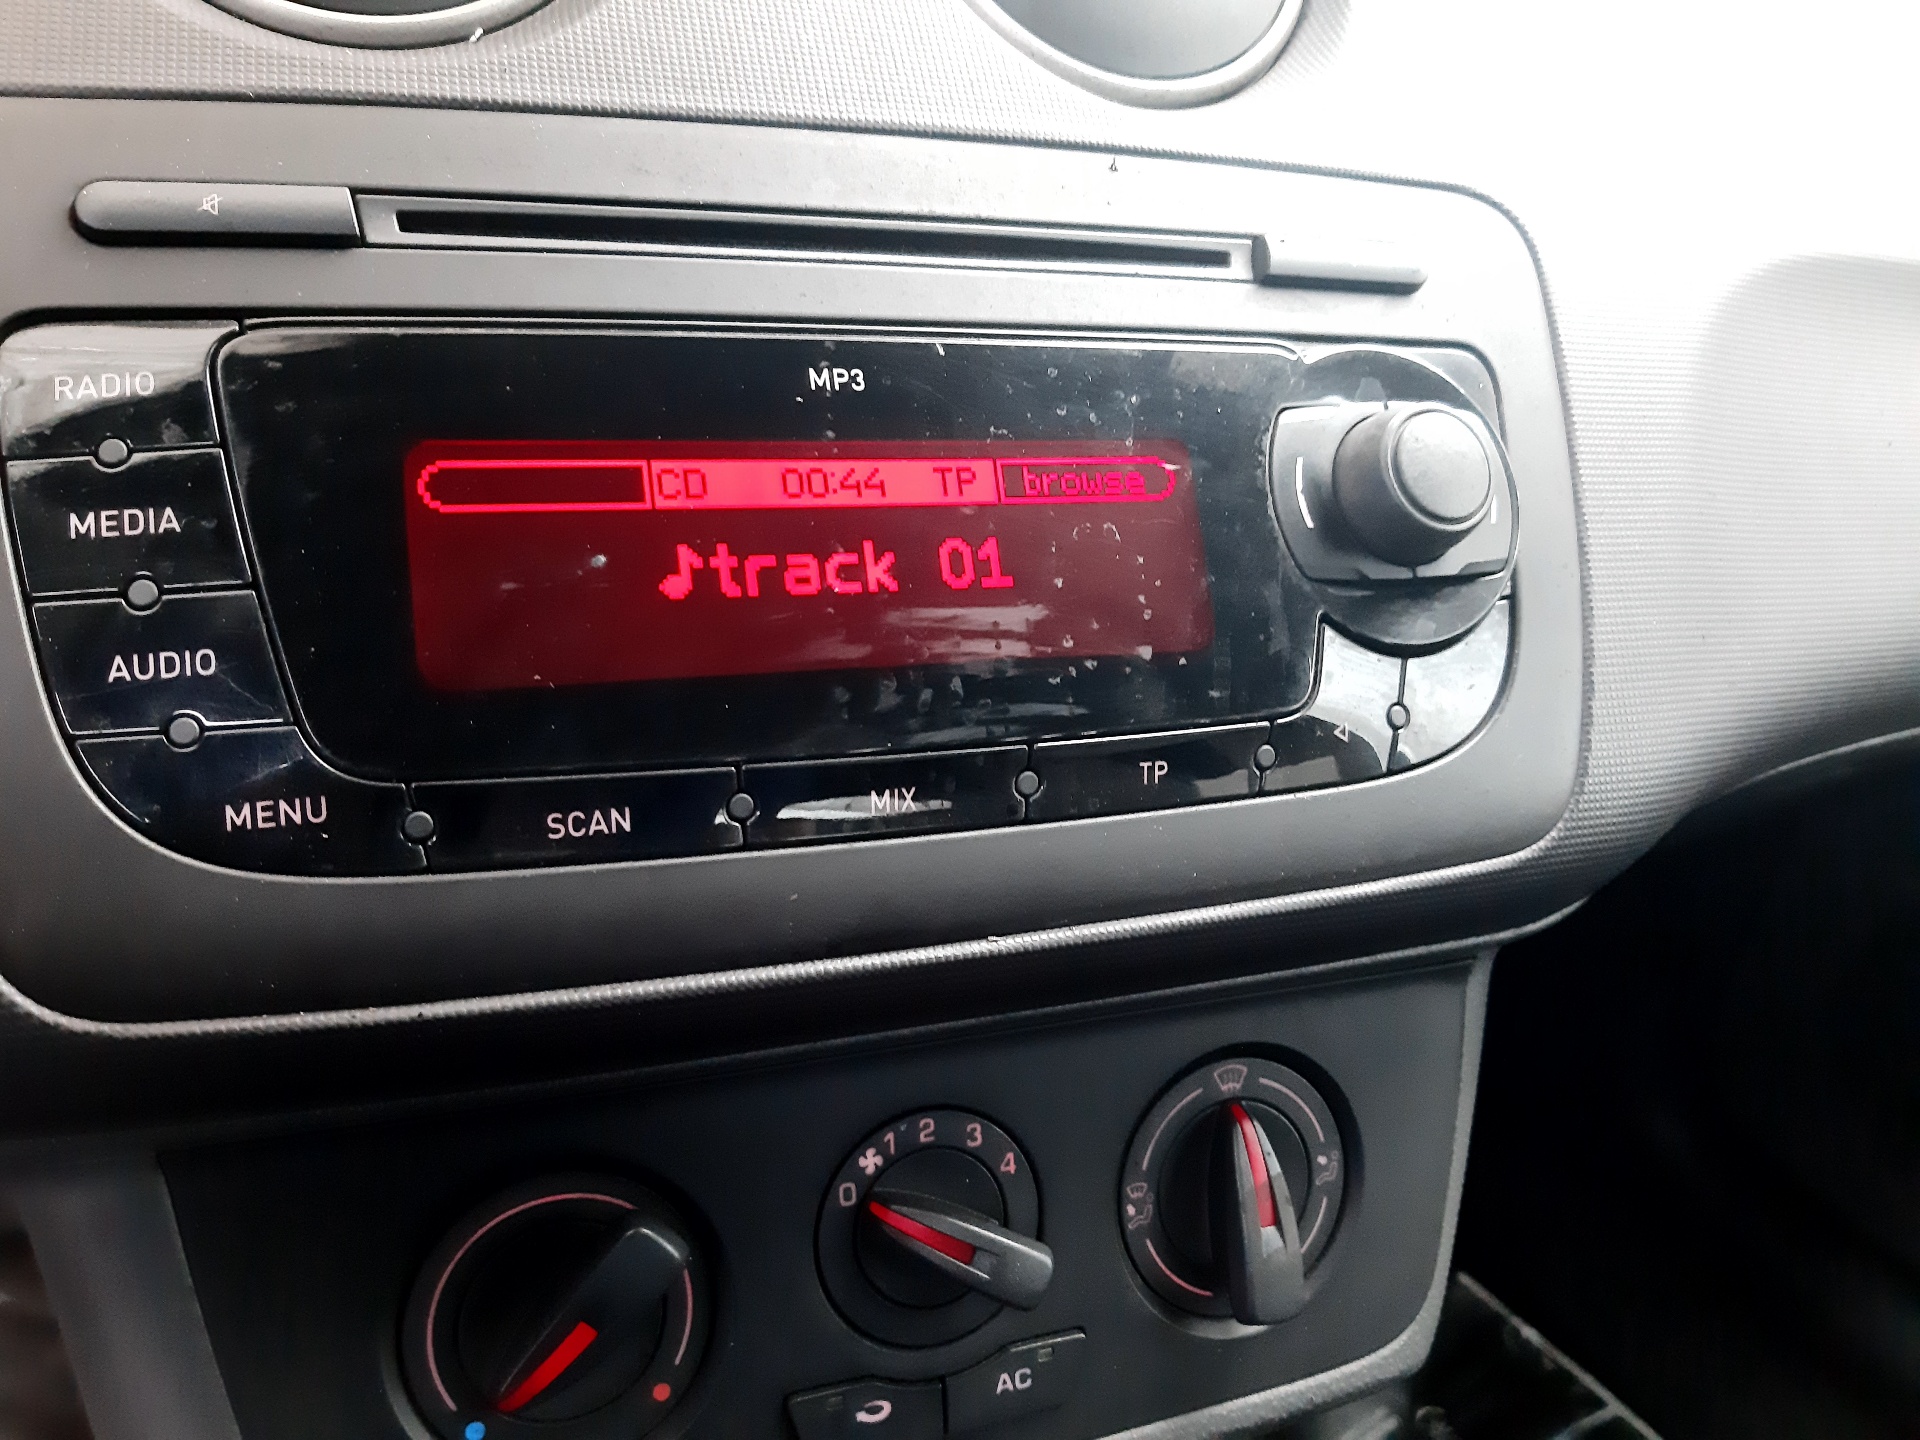 MP3
RADIO
CD 00:44 TP browse
MEDIA
♪track 01
AUDIO
MENU
SCAN
MIX
TP
0 1 2 3 4
AC